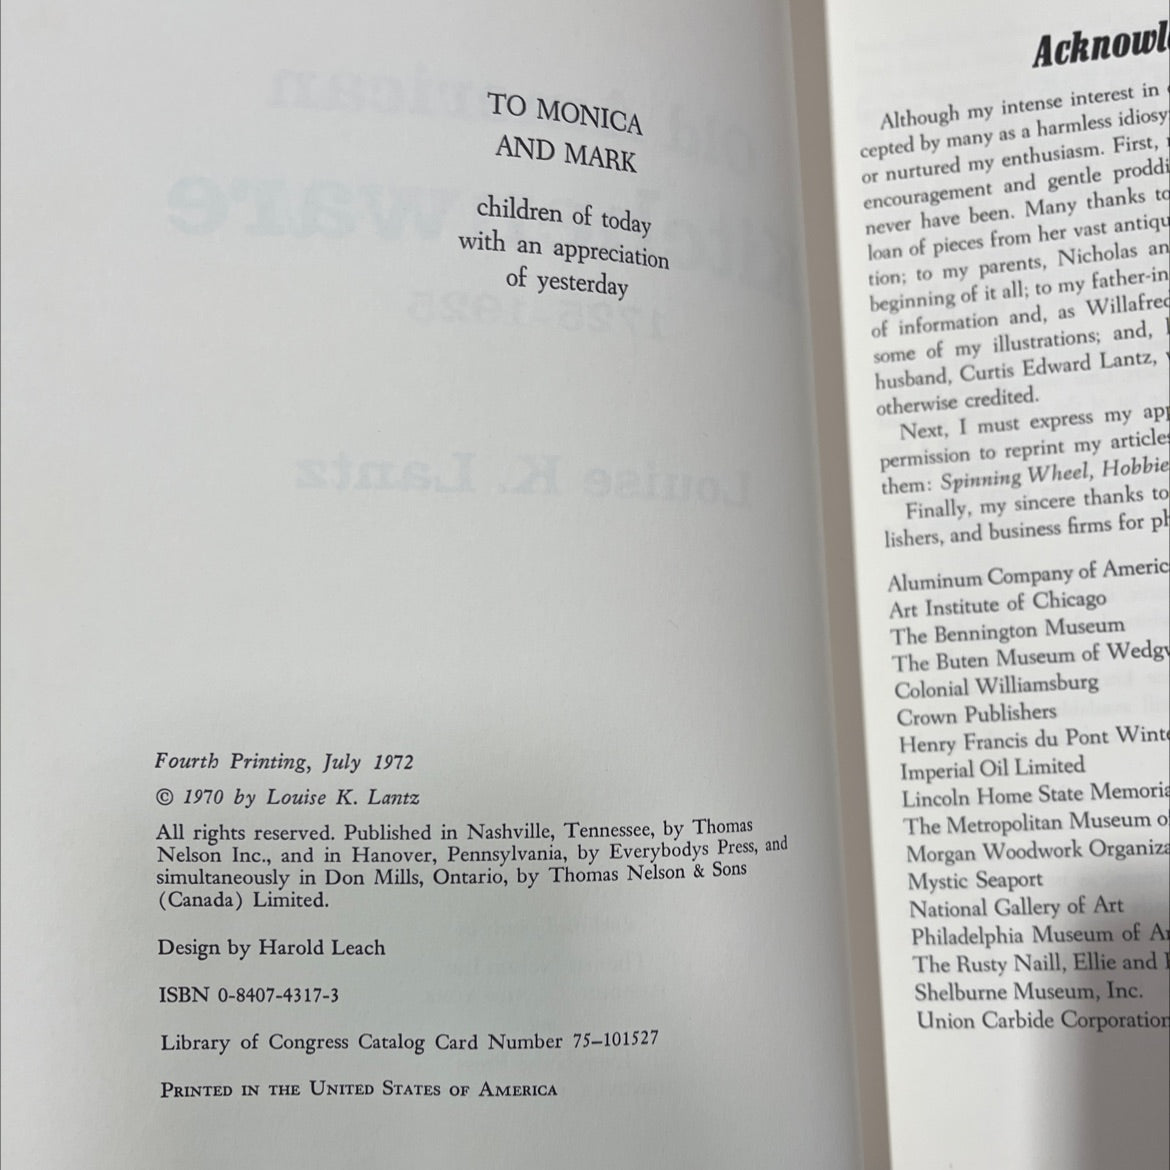 TO MONICA
AND MARK
children of today
with an appreciation
of yesterday
Fourth Printing, July 1972
© 1970 by Louise K. Lantz
All rights reserved. Published in Nashville, Tennessee, by Thomas
Nelson Inc., and in Hanover, Pennsylvania, by Everybodys Press, and
simultaneously in Don Mills, Ontario, by Thomas Nelson & Sons
(Canada) Limited.
Design by Harold Leach
ISBN 0-8407-4317-3
Library of Congress Catalog Card Number 75-101527
PRINTED IN THE UNITED STATES OF AMERICA
Acknowl
Although my intense interest in
cepted by many as a harmless idiosy
or nurtured my enthusiasm. First,
encouragement and gentle proddi
never have been. Many thanks to
loan of pieces from her vast antiqu
tion; to my parents, Nicholas an
beginning of it all; to my father-in
of information and, as Willafred
some of my illustrations; and,
husband, Curtis Edward Lantz,
otherwise credited.
Next, I must express my app
permission to reprint my articles
them: Spinning Wheel, Hobbie
Finally, my sincere thanks to
lishers, and business firms for ph
Aluminum Company of Americ
Art Institute of Chicago
The Bennington Museum
The Buten Museum of Wedgw
Colonial Williamsburg
Crown Publishers
Henry Francis du Pont Winte
Imperial Oil Limited
Lincoln Home State Memoria
The Metropolitan Museum o
Morgan Woodwork Organiza
Mystic Seaport
National Gallery of Art
Philadelphia Museum of Ar
The Rusty Naill, Ellie and
Shelburne Museum, Inc.
Union Carbide Corporation